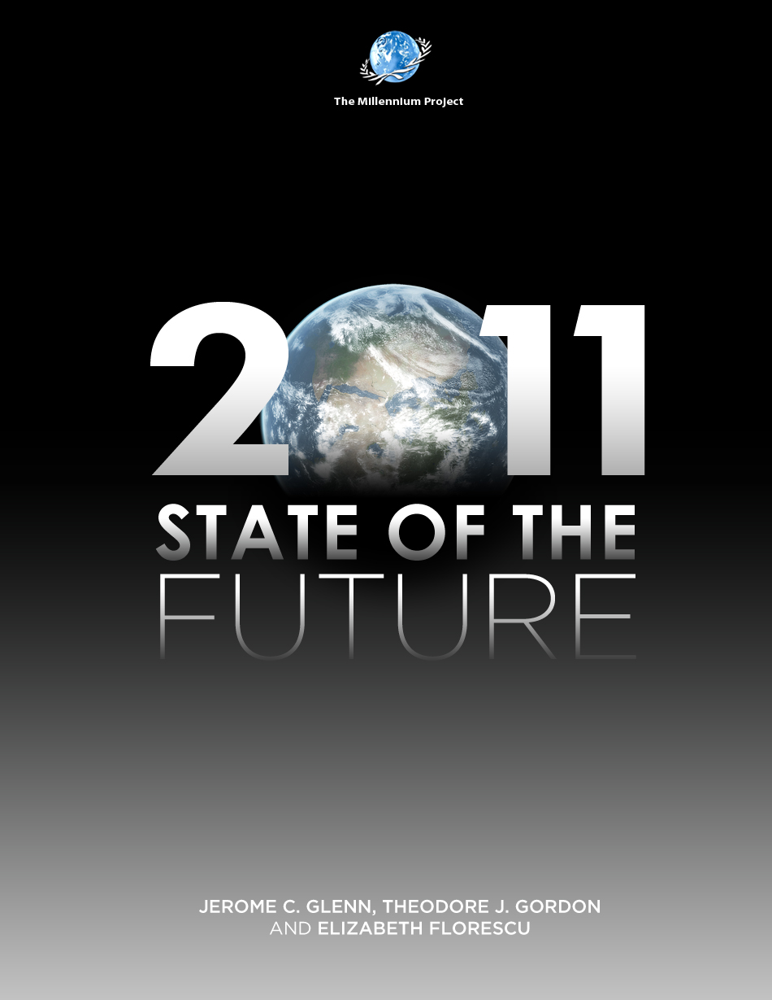 The Millennium Project
2011
STATE OF THE
FUTURE
JEROME C. GLENN, THEODORE J. GORDON
AND ELIZABETH FLORESCU